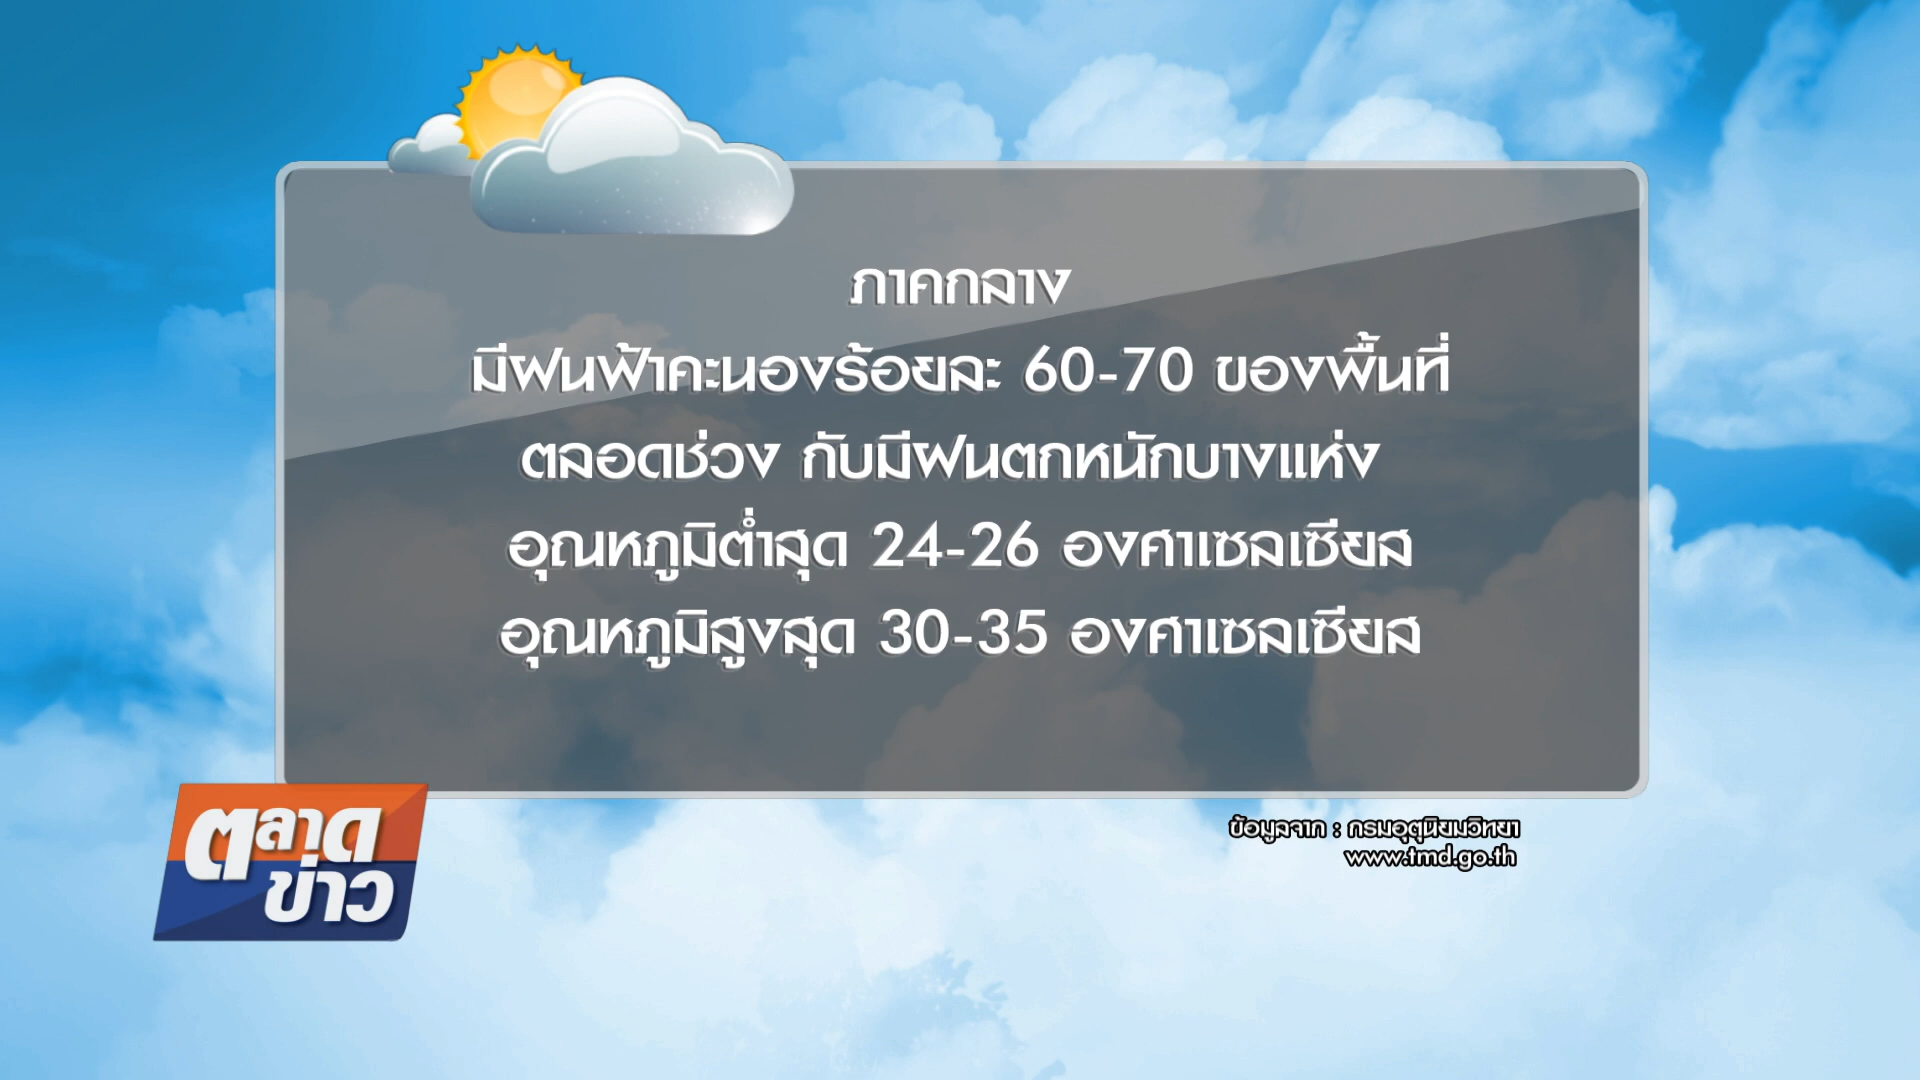 ภาคกลาง
มีฝนฟ้าคะนองร้อยละ 60-70 ของพื้นที่
ตลอดช่วง กับมีฝนตกหนักบางแห่ง
อุณหภูมิต่ำสุด 24-26 องศาเซลเซียส
อุณหภูมิสูงสุด 30-35 องศาเซลเซียส
ตลาด
ข่าว
ข้อมูลจาก : กรมอุตุนิยมวิทยา
www.tmd.go.th